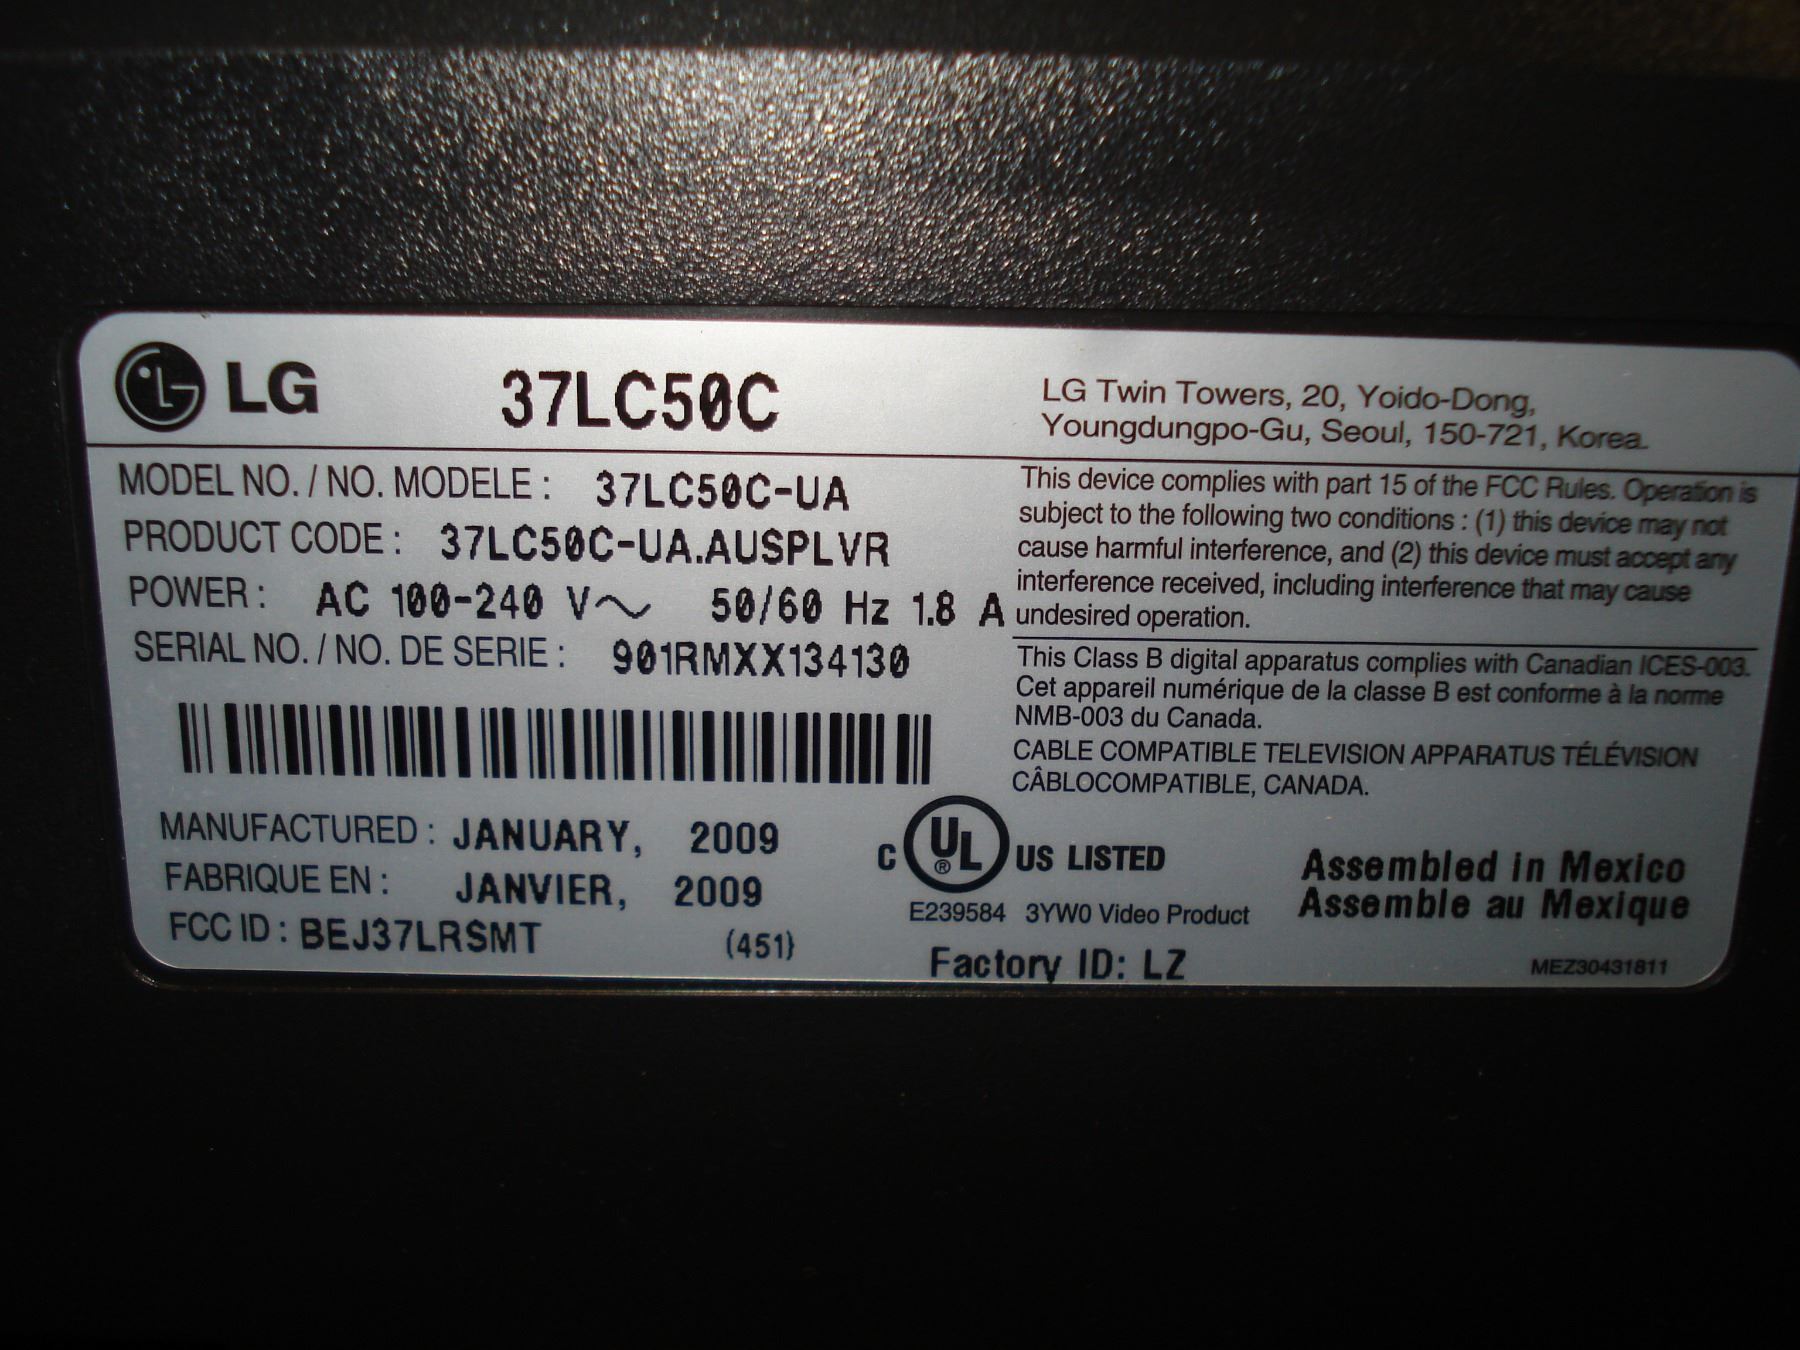 LG 37LC50C
LG Twin Towers, 20, Yoido-Dong,
Youngdungpo-Gu, Seoul, 150-721, Korea.
MODEL NO. / NO. MODELE : 37LC50C-UA
PRODUCT CODE : 37LC50C-UA.AUSPLVR
POWER : AC 100-240 V~ 50/60 Hz 1.8 A
SERIAL NO. / NO. DE SERIE : 901RMXX134130
This device complies with part 15 of the FCC Rules. Operation is
subject to the following two conditions : (1) this device may not
cause harmful interference, and (2) this device must accept any
interference received, including interference that may cause
undesired operation.
This Class B digital apparatus complies with Canadian ICES-003.
Cet appareil numérique de la classe B est conforme à la norme
NMB-003 du Canada.
CABLE COMPATIBLE TELEVISION APPARATUS TÉLÉVISION
CÂBLOCOMPATIBLE, CANADA.
MANUFACTURED : JANUARY, 2009
FABRIQUE EN : JANVIER, 2009
FCC ID : BEJ37LRSMT (451)
C UL ® US LISTED
E239584 3YW0 Video Product
Factory ID: LZ
Assembled in Mexico
Assemble au Mexique
MEZ30431811